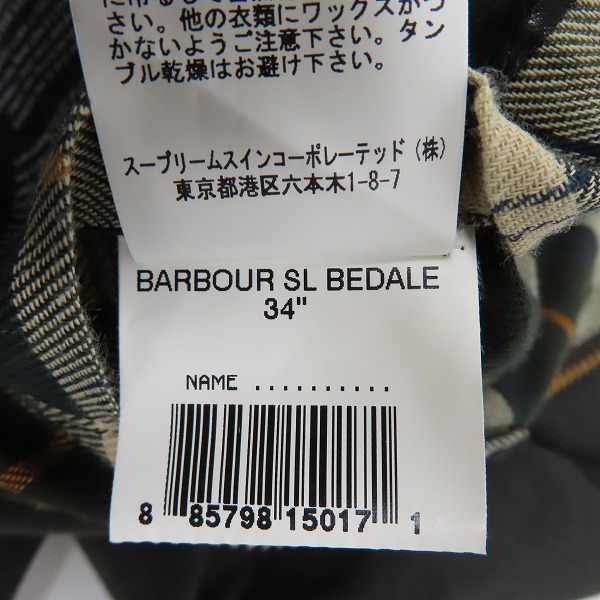 さい。他の衣類にワックスがつ
かないようご注意下さい。タン
ブル乾燥はお避け下さい。
スープリームスインコーポレーテッド（株）
東京都港区六本木1-8-7
BARBOUR SL BEDALE
34"
NAME ..........
8 85798 15017 1